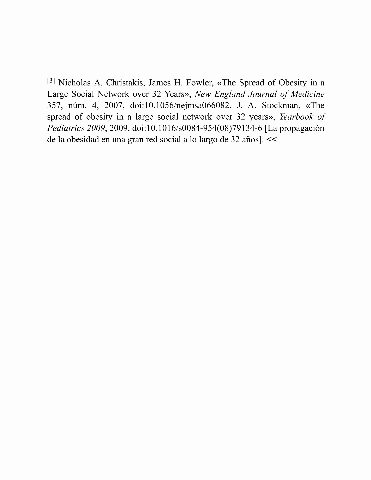 [3] Nicholas A. Christakis, James H. Fowler, «The Spread of Obesity in a
Large Social Network over 32 Years», New England Journal of Medicine
357, núm. 4, 2007, doi:10.1056/nejmsa066082. J. A. Stockman, «The
spread of obesity in a large social network over 32 years», Yearbook of
Pediatrics 2009, 2009, doi:10.1016/s0084-954(08)79134-6 [La propagación
de la obesidad en una gran red social a lo largo de 32 años]. <<